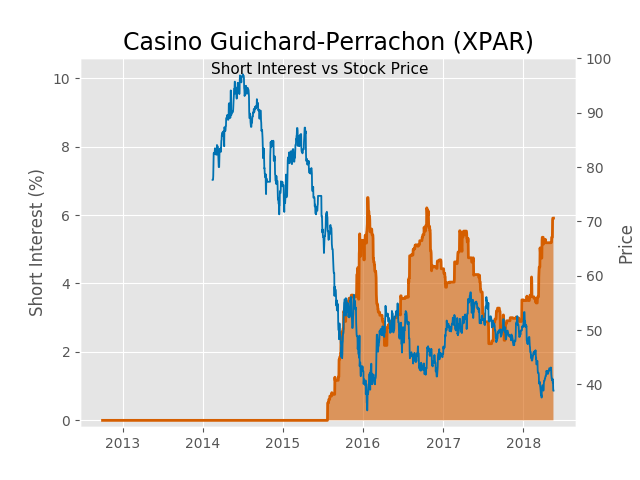 Casino Guichard-Perrachon (XPAR)
Short Interest vs Stock Price
Short Interest (%)
10
8
6
4
2
0
100
90
80
70
60
50
40
Price
2013 2014 2015 2016 2017 2018